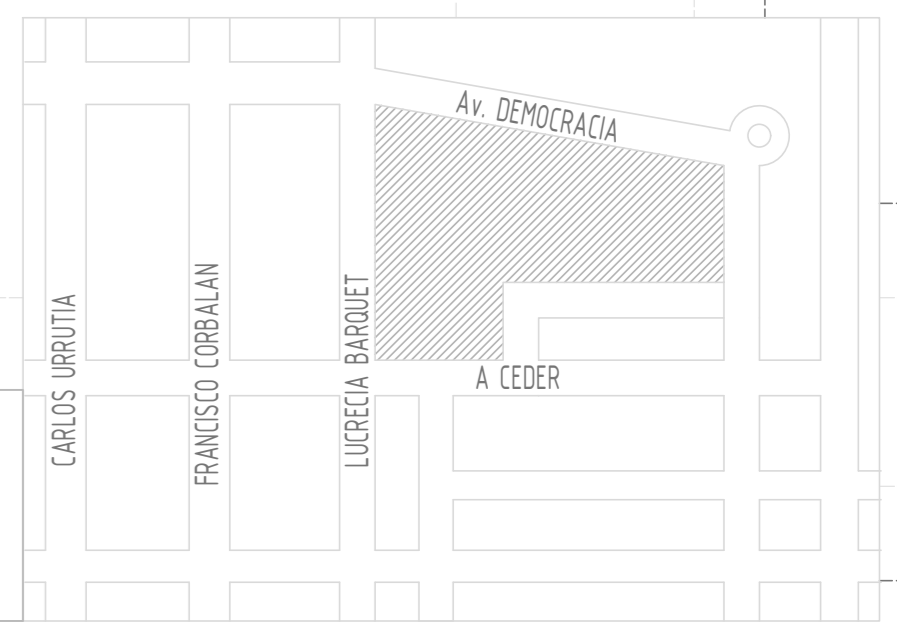 Av. DEMOCRACIA
CARLOS URRUTIA
FRANCISCO CORBALAN
LUCRECIA BARQUET
A CEDER